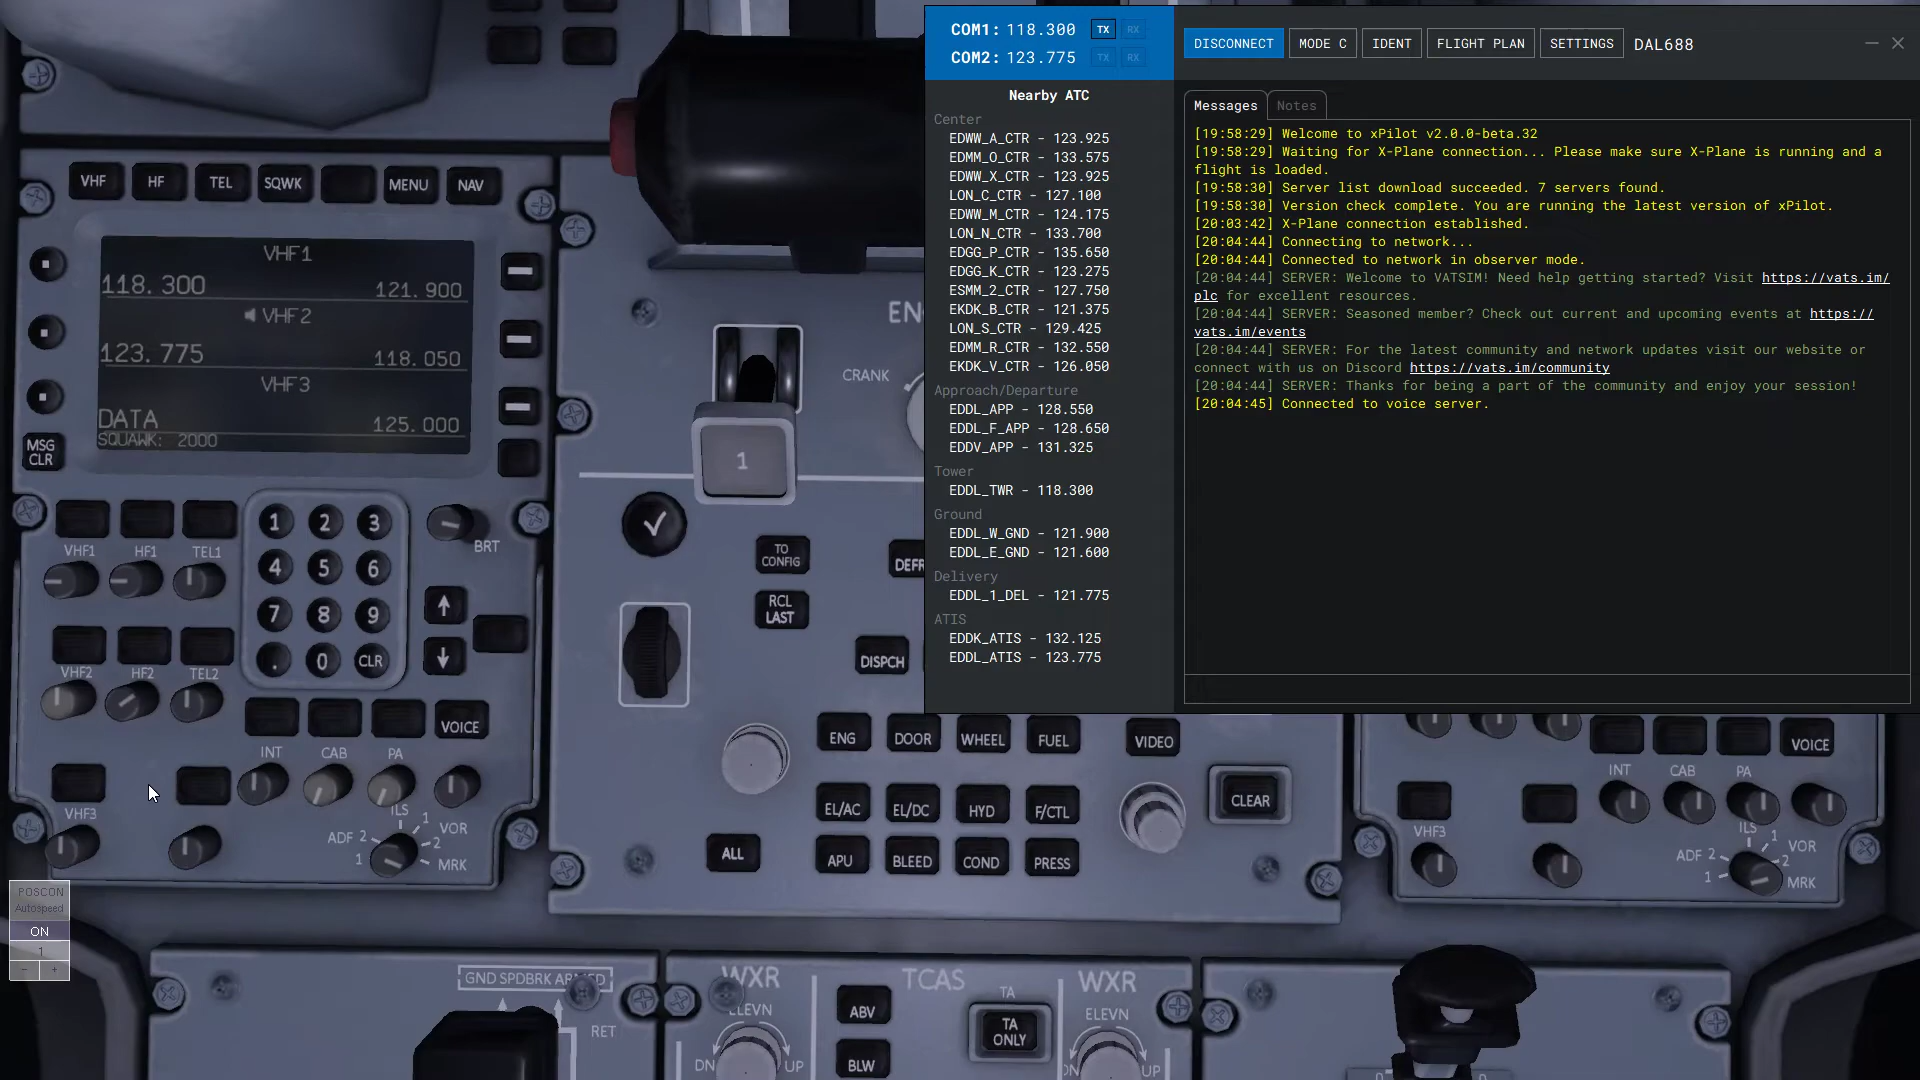 COM1: 118.300 TX RX
COM2: 123.775 TX RX
DISCONNECT MODE C IDENT FLIGHT PLAN SETTINGS DAL688
Nearby ATC
Center
EDWW_A_CTR - 123.925
EDMM_O_CTR - 133.575
EDWW_X_CTR - 123.925
LON_C_CTR - 127.100
EDWW_M_CTR - 124.175
LON_N_CTR - 133.700
EDGG_P_CTR - 135.650
EDGG_K_CTR - 123.275
ESMM_2_CTR - 127.750
EKDK_B_CTR - 121.375
LON_S_CTR - 129.425
EDMM_R_CTR - 132.550
EKDK_V_CTR - 126.050
Approach/Departure
EDDL_APP - 128.550
EDDL_F_APP - 128.650
EDDV_APP - 131.325
Tower
EDDL_TWR - 118.300
Ground
EDDL_W_GND - 121.900
EDDL_E_GND - 121.600
Delivery
EDDL_1_DEL - 121.775
ATIS
EDDK_ATIS - 132.125
EDDL_ATIS - 123.775
Messages Notes
[19:58:29] Welcome to xPilot v2.0.0-beta.32
[19:58:29] Waiting for X-Plane connection... Please make sure X-Plane is running and a
flight is loaded.
[19:58:30] Server list download succeeded. 7 servers found.
[19:58:30] Version check complete. You are running the latest version of xPilot.
[20:03:42] X-Plane connection established.
[20:04:44] Connecting to network...
[20:04:44] Connected to network in observer mode.
[20:04:44] SERVER: Welcome to VATSIM! Need help getting started? Visit https://vats.im/
plc for excellent resources.
[20:04:44] SERVER: Seasoned member? Check out current and upcoming events at https://
vats.im/events
[20:04:44] SERVER: For the latest community and network updates visit our website or
connect with us on Discord https://vats.im/community
[20:04:44] SERVER: Thanks for being a part of the community and enjoy your session!
[20:04:45] Connected to voice server.
VHF HF TEL SQWK MENU NAV
VHF1
118.300 121.900
VHF2
123.775 118.050
VHF3
DATA 125.000
SQUAWK: 2000
MSG
CLR
VHF1 HF1 TEL1
1 2 3
4 5 6
7 8 9
. 0 CLR
BRT
VHF2 HF2 TEL2
VOICE
INT CAB PA
VHF3
ADF 2 ILS 1 VOR
1 2 MRK
CRANK
1
TO
CONFIG
RCL
LAST
DISPCH
ENG DOOR WHEEL FUEL VIDEO
EL/AC EL/DC HYD F/CTL CLEAR
ALL APU BLEED COND PRESS
VOICE
INT CAB PA
VHF3
ADF 2 ILS 1 VOR
1 2 MRK
POSCON
Autospeed
ON
1
- +
GND SPDBRK ARMED
RET
WXR TCAS WXR
ELEVN TA ELEVN
ABV TA
ONLY
BLW
DN UP DN UP
0 0